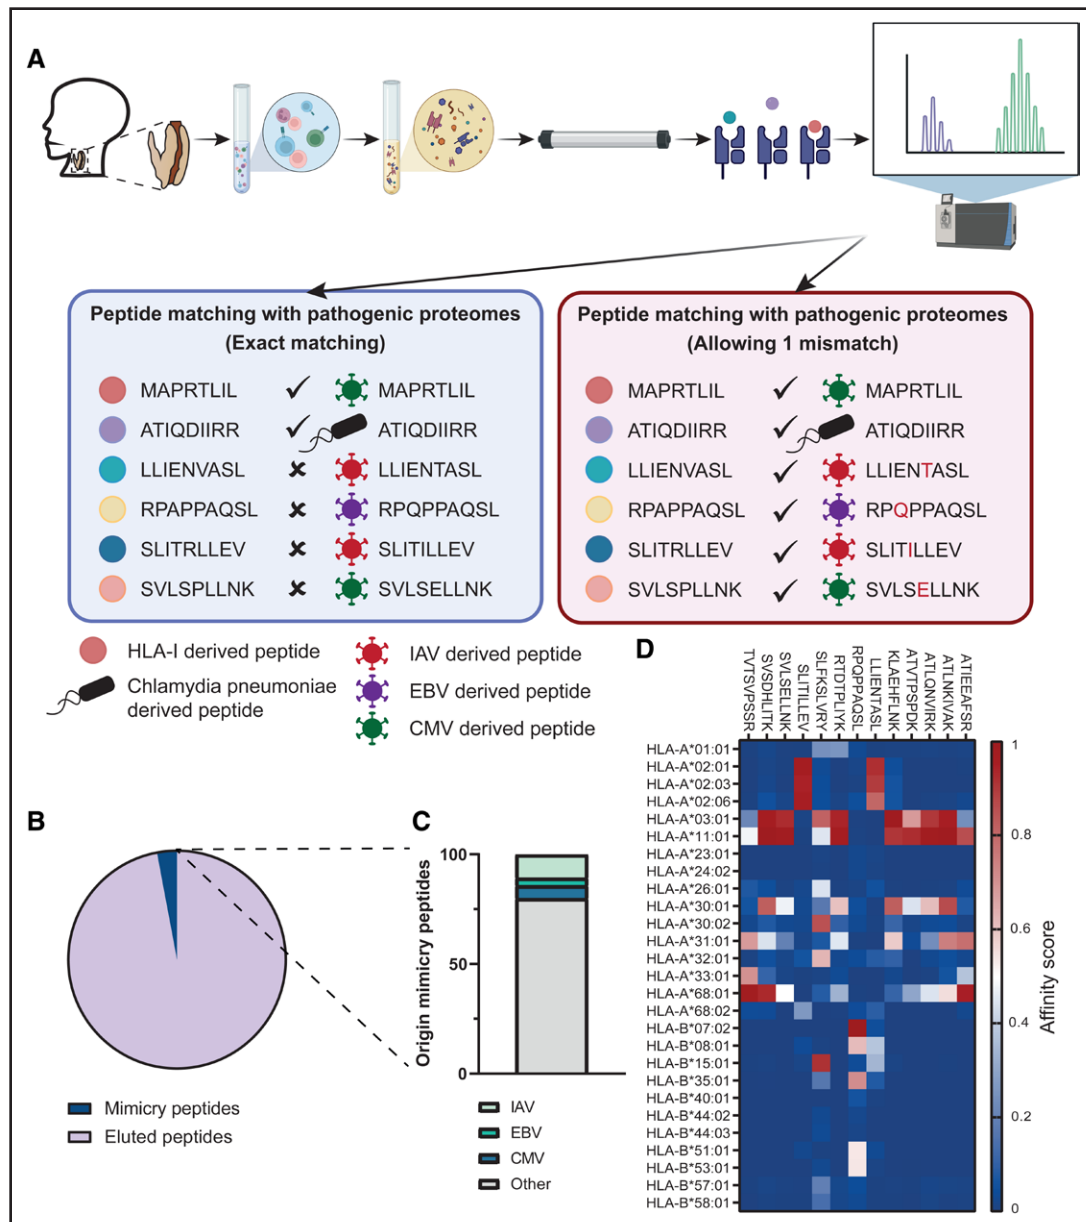 A
Peptide matching with pathogenic proteomes
(Exact matching)
MAPRTLIL MAPRTLIL
ATIQDIIRR ATIQDIIRR
LLIENVASL LLIENTASL
RPAPPAQSL RPQPPAQSL
SLITRLLEV SLITILLEV
SVLSPLLNK SVLSELLNK
Peptide matching with pathogenic proteomes
(Allowing 1 mismatch)
MAPRTLIL MAPRTLIL
ATIQDIIRR ATIQDIIRR
LLIENVASL LLIENTASL
RPAPPAQSL RPQPPAQSL
SLITRLLEV SLITILLEV
SVLSPLLNK SVLSELLNK
HLA-I derived peptide
Chlamydia pneumoniae
derived peptide
IAV derived peptide
EBV derived peptide
CMV derived peptide
B
Mimicry peptides
Eluted peptides
C
Origin mimicry peptides
100
50
0
IAV
EBV
CMV
Other
D
TVTSVPSSR
SVSDHLITK
SVLSELLNK
SLITILLEV
SLFKSLVRY
RTDTPLIYK
RPQPPAQSL
LLIENTASL
KLAEHFLNK
ATVTPSPDK
ATLQNVIRK
ATLNKIVAK
ATIEEAFSR
HLA-A*01:01
HLA-A*02:01
HLA-A*02:03
HLA-A*02:06
HLA-A*03:01
HLA-A*11:01
HLA-A*23:01
HLA-A*24:02
HLA-A*26:01
HLA-A*30:01
HLA-A*30:02
HLA-A*31:01
HLA-A*32:01
HLA-A*33:01
HLA-A*68:01
HLA-A*68:02
HLA-B*07:02
HLA-B*08:01
HLA-B*15:01
HLA-B*35:01
HLA-B*40:01
HLA-B*44:02
HLA-B*44:03
HLA-B*51:01
HLA-B*53:01
HLA-B*57:01
HLA-B*58:01
1
0.8
0.6
0.4
0.2
0
Affinity score